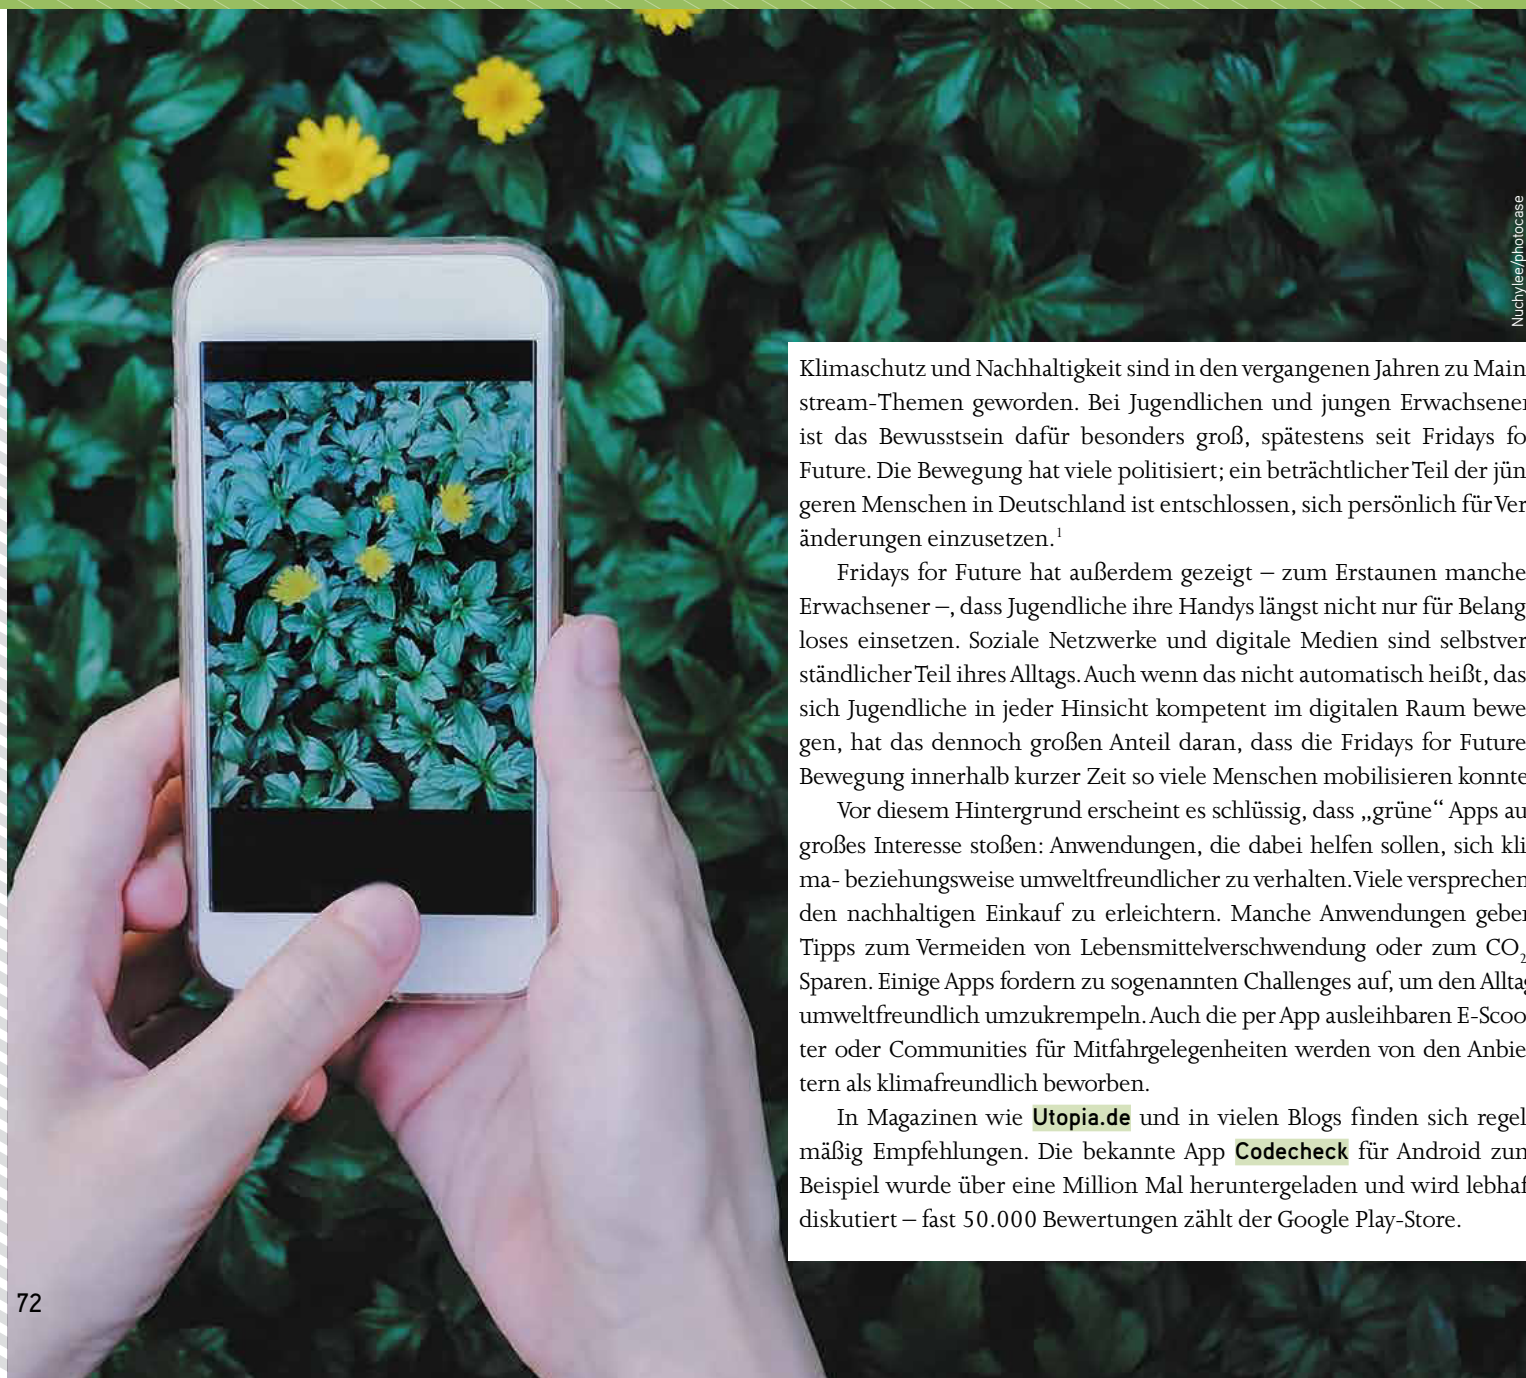 Nuchylee/photocase
Klimaschutz und Nachhaltigkeit sind in den vergangenen Jahren zu Main
stream-Themen geworden. Bei Jugendlichen und jungen Erwachsenen
ist das Bewusstsein dafür besonders groß, spätestens seit Fridays fo
Future. Die Bewegung hat viele politisiert; ein beträchtlicher Teil der jün
geren Menschen in Deutschland ist entschlossen, sich persönlich für Ver
änderungen einzusetzen.¹
Fridays for Future hat außerdem gezeigt – zum Erstaunen manche
Erwachsener –, dass Jugendliche ihre Handys längst nicht nur für Belang
loses einsetzen. Soziale Netzwerke und digitale Medien sind selbstver
ständlicher Teil ihres Alltags. Auch wenn das nicht automatisch heißt, das
sich Jugendliche in jeder Hinsicht kompetent im digitalen Raum bewe
gen, hat das dennoch großen Anteil daran, dass die Fridays for Future
Bewegung innerhalb kurzer Zeit so viele Menschen mobilisieren konnte
Vor diesem Hintergrund erscheint es schlüssig, dass „grüne“ Apps au
großes Interesse stoßen: Anwendungen, die dabei helfen sollen, sich kli
ma- beziehungsweise umweltfreundlicher zu verhalten. Viele versprechen
den nachhaltigen Einkauf zu erleichtern. Manche Anwendungen geben
Tipps zum Vermeiden von Lebensmittelverschwendung oder zum CO₂
Sparen. Einige Apps fordern zu sogenannten Challenges auf, um den Alltag
umweltfreundlich umzukrempeln. Auch die per App ausleihbaren E-Scoo
ter oder Communities für Mitfahrgelegenheiten werden von den Anbie
tern als klimafreundlich beworben.
In Magazinen wie Utopia.de und in vielen Blogs finden sich regel
mäßig Empfehlungen. Die bekannte App Codecheck für Android zum
Beispiel wurde über eine Million Mal heruntergeladen und wird lebhaf
diskutiert – fast 50.000 Bewertungen zählt der Google Play-Store.
72